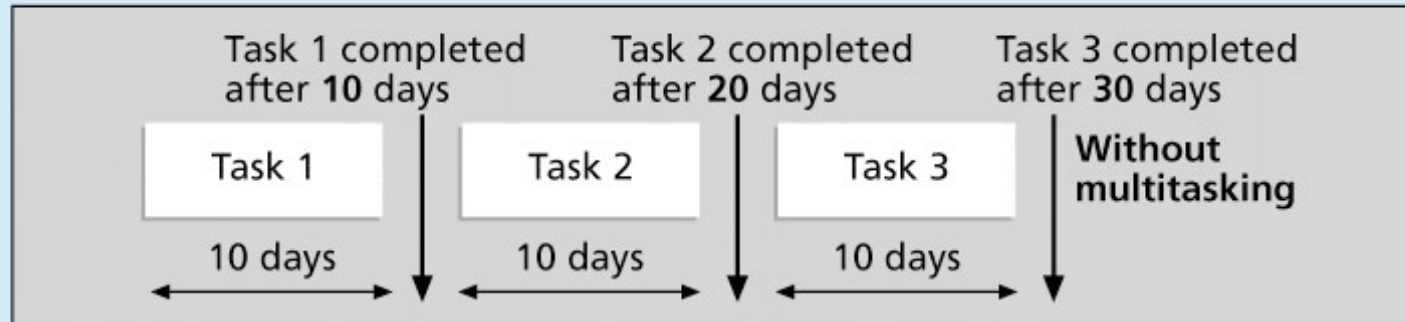 Task 1 completed
after 10 days
Task 2 completed
after 20 days
Task 3 completed
after 30 days
Task 1
Task 2
Task 3
Without
multitasking
10 days
10 days
10 days